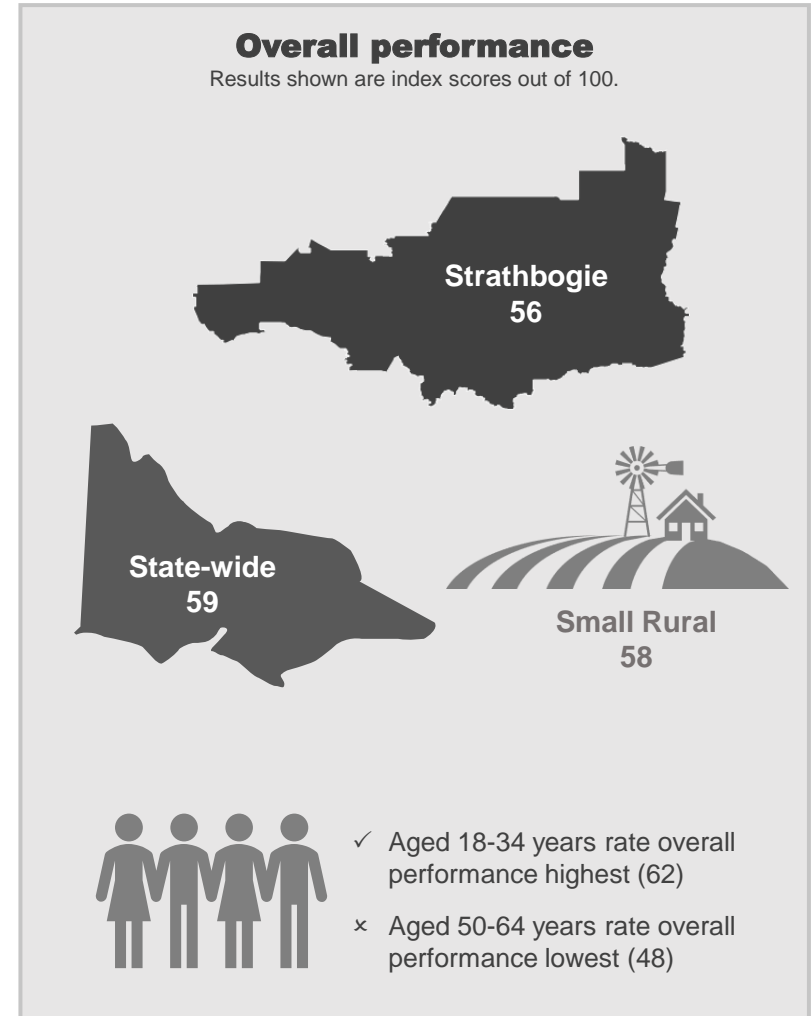 Overall performance
Results shown are index scores out of 100.
Strathbogie
56
State-wide
59
Small Rural
58
✓ Aged 18-34 years rate overall
performance highest (62)
× Aged 50-64 years rate overall
performance lowest (48)